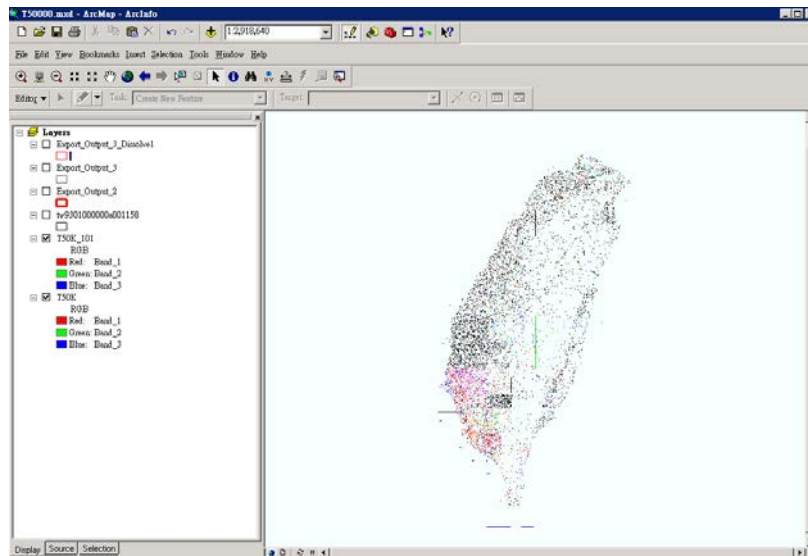 T50000.mxd - ArcMap - ArcInfo
1:2,918,640
File Edit View Bookmarks Insert Selection Tools Window Help
Editor Task: Create New Feature Target:
Layers
Export_Output_3_Dissolve1
Export_Output_3
Export_Output_2
T50K_101
RGB
Red: Band_1
Green: Band_2
Blue: Band_3
T50K
RGB
Red: Band_1
Green: Band_2
Blue: Band_3
Display Source Selection